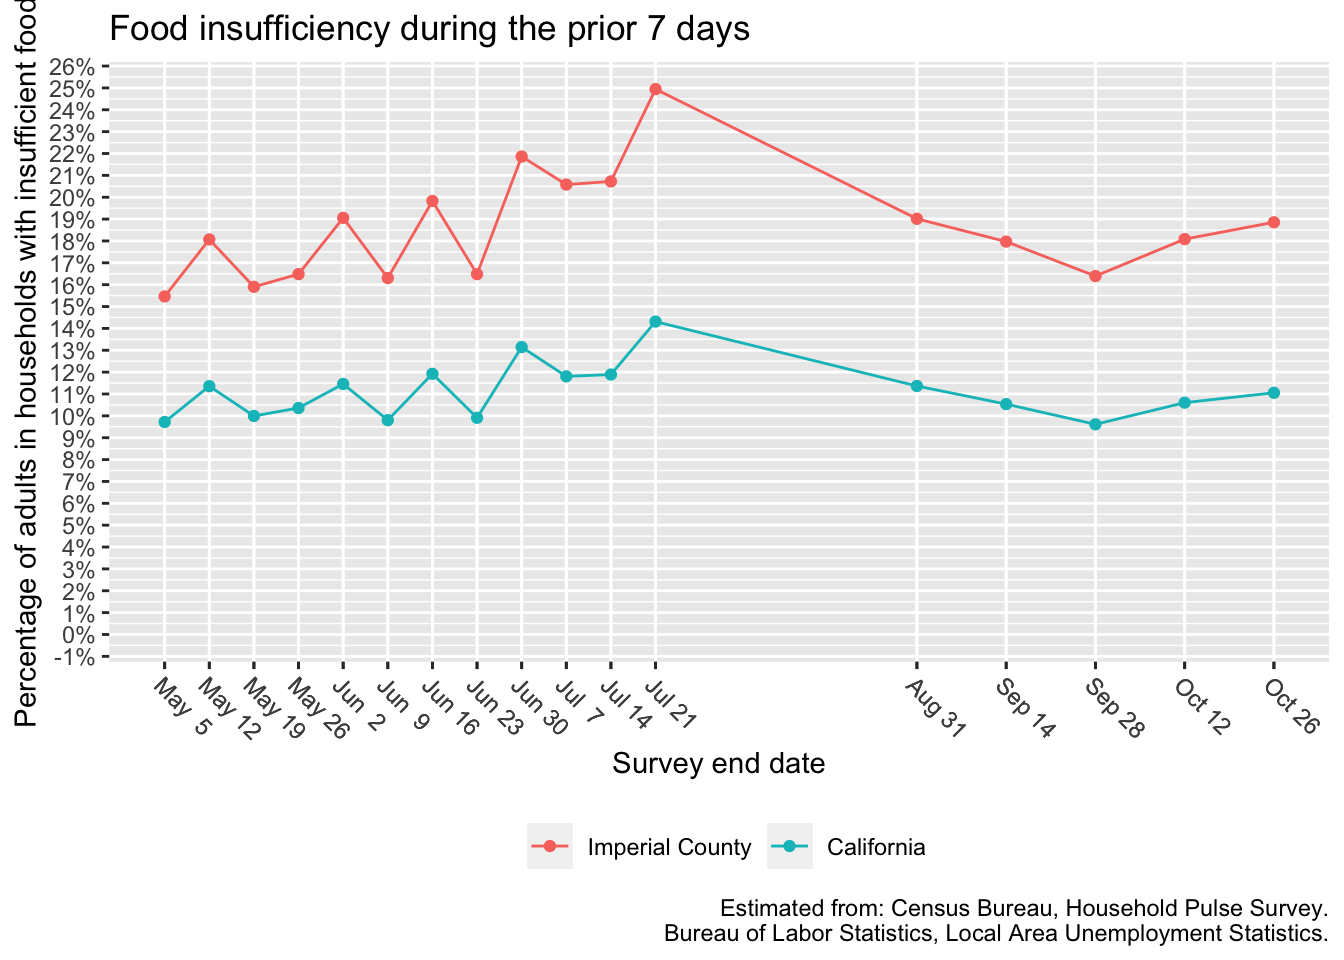 Food insufficiency during the prior 7 days
Percentage of adults in households with insufficient food
26%
25%
24%
23%
22%
21%
20%
19%
18%
17%
16%
15%
14%
13%
12%
11%
10%
9%
8%
7%
6%
5%
4%
3%
2%
1%
0%
-1%
May 5
May 12
May 19
May 26
Jun 2
Jun 9
Jun 16
Jun 23
Jun 30
Jul 7
Jul 14
Jul 21
Aug 31
Sep 14
Sep 28
Oct 12
Oct 26
Survey end date
Imperial County
California
Estimated from: Census Bureau, Household Pulse Survey.
Bureau of Labor Statistics, Local Area Unemployment Statistics.